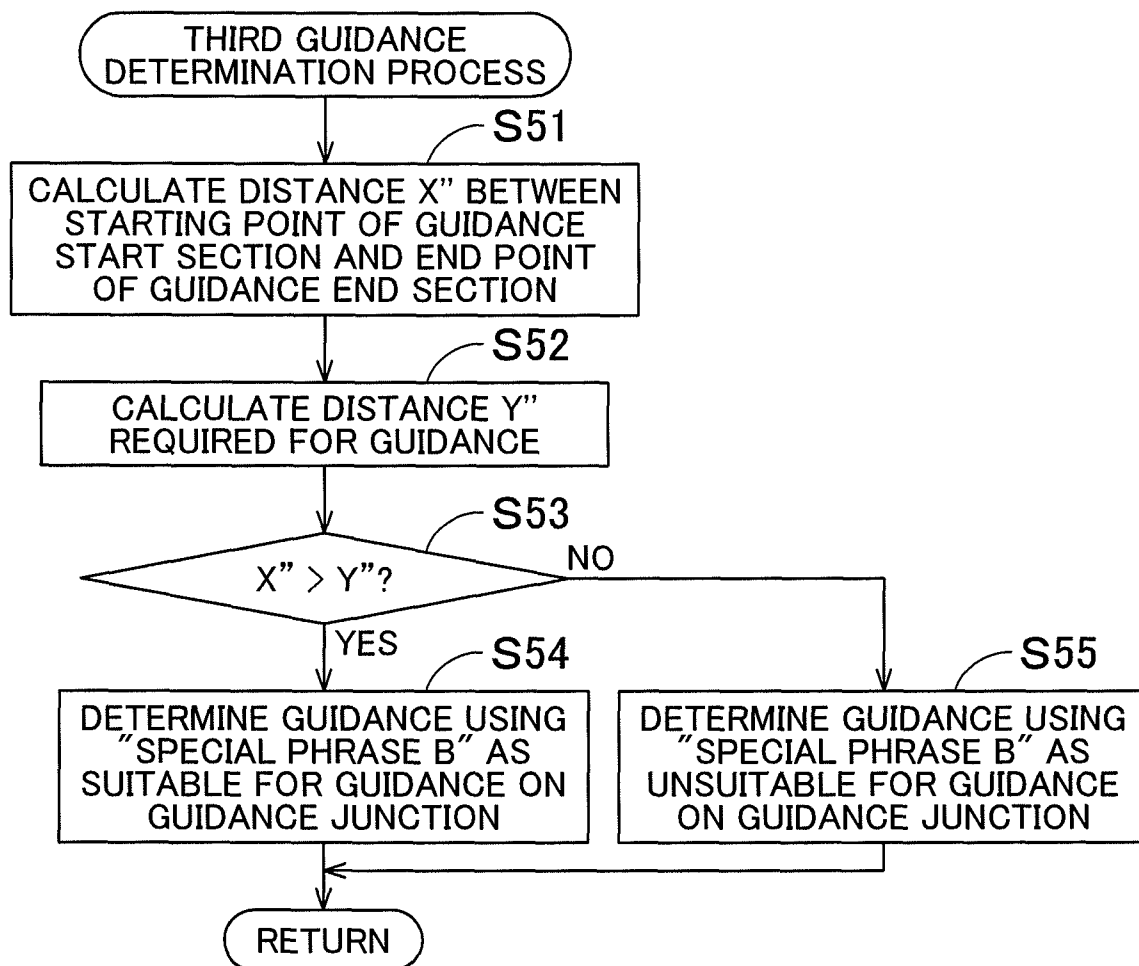 THIRD GUIDANCE
DETERMINATION PROCESS
S51
CALCULATE DISTANCE X" BETWEEN
STARTING POINT OF GUIDANCE
START SECTION AND END POINT
OF GUIDANCE END SECTION
S52
CALCULATE DISTANCE Y"
REQUIRED FOR GUIDANCE
S53
X" > Y"?
NO
YES
S54
DETERMINE GUIDANCE USING
"SPECIAL PHRASE B" AS
SUITABLE FOR GUIDANCE ON
GUIDANCE JUNCTION
S55
DETERMINE GUIDANCE USING
"SPECIAL PHRASE B" AS
UNSUITABLE FOR GUIDANCE
ON GUIDANCE JUNCTION
RETURN